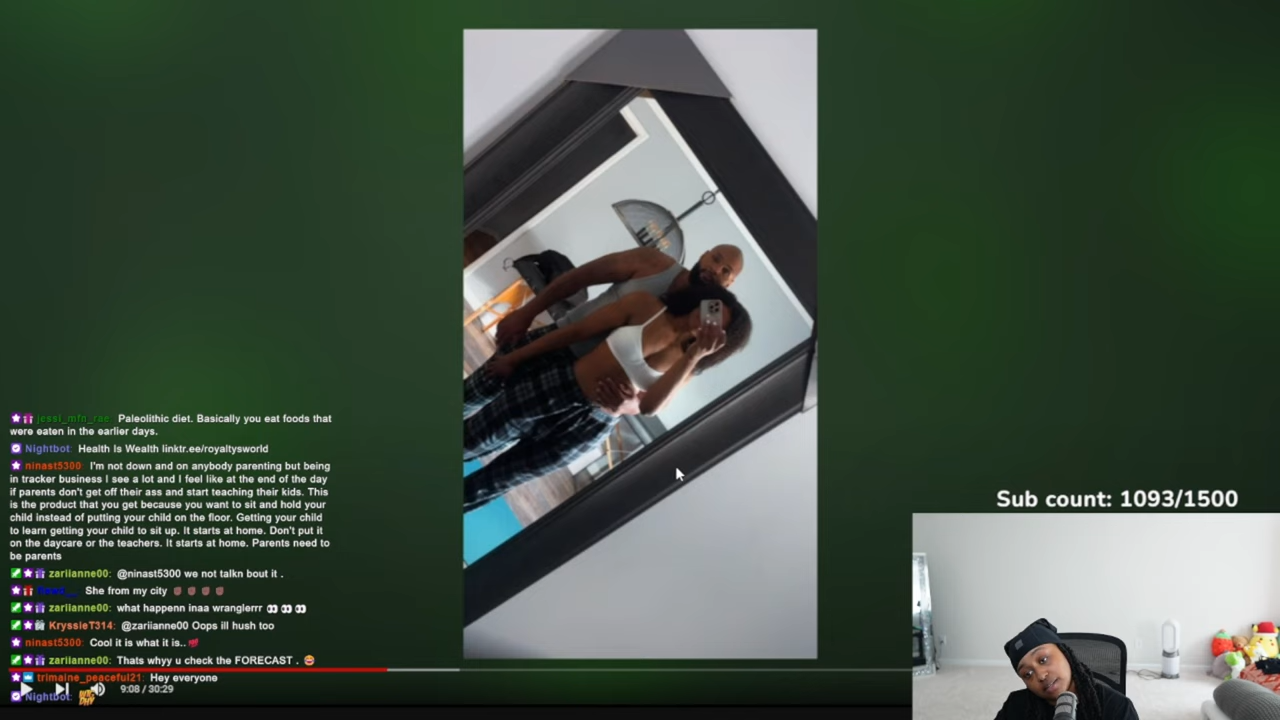 jessi_mfn_rae: Paleolithic diet. Basically you eat foods that
were eaten in the earlier days.
Nightbot: Health Is Wealth linktr.ee/royaltysworld
ninast5300: I'm not down and on anybody parenting but being
in tracker business I see a lot and I feel like at the end of the day
if parents don't get off their ass and start teaching their kids. This
is the product that you get because you want to sit and hold your
child instead of putting your child on the floor. Getting your child
to learn getting your child to sit up. It starts at home. Don't put it
on the daycare or the teachers. It starts at home. Parents need to
be parents
zariianne00: @ninast5300 we not talkn bout it .
She from my city
zariianne00: what happenn inaa wranglerrr
KryssieT314: @zariianne00 Oops ill hush too
ninast5300: Cool it is what it is..
zariianne00: Thats whyy u check the FORECAST .
trimaine_peaceful21: Hey everyone
Nightbot:
9:08 / 30:29
Sub count: 1093/1500